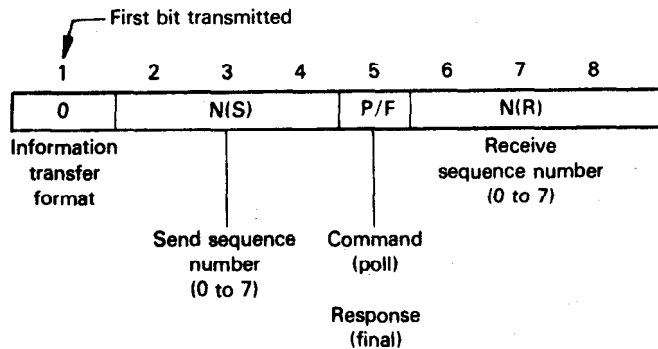 First bit transmitted
1 2 3 4 5 6 7 8
0 N(S) P/F N(R)
Information
transfer
format
Receive
sequence number
(0 to 7)
Send sequence
number
(0 to 7)
Command
(poll)
Response
(final)